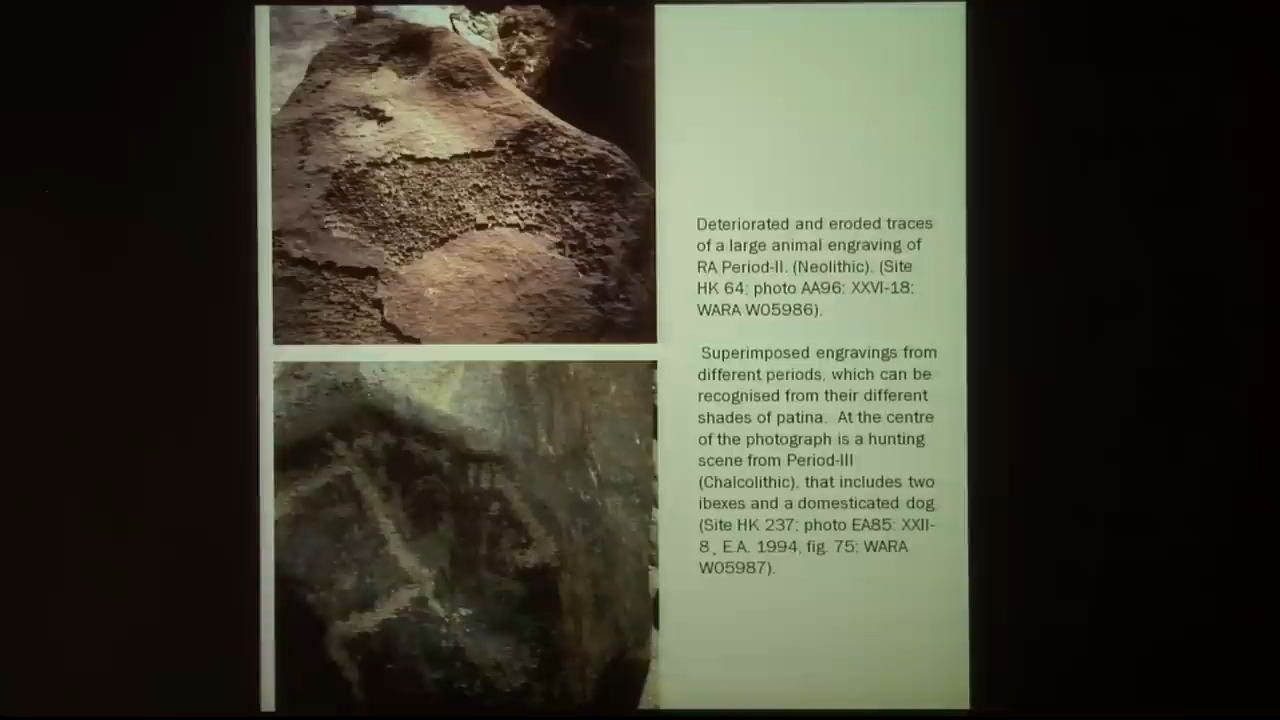 Deteriorated and eroded traces
of a large animal engraving of
RA Period-II. (Neolithic). (Site
HK 64; photo AA96: XXVI-18;
WARA W05986).
Superimposed engravings from
different periods, which can be
recognised from their different
shades of patina. At the centre
of the photograph is a hunting
scene from Period-III
(Chalcolithic), that includes two
ibexes and a domesticated dog
(Site HK 237; photo EA85: XXII-
8, E.A. 1994, fig. 75; WARA
W05987).